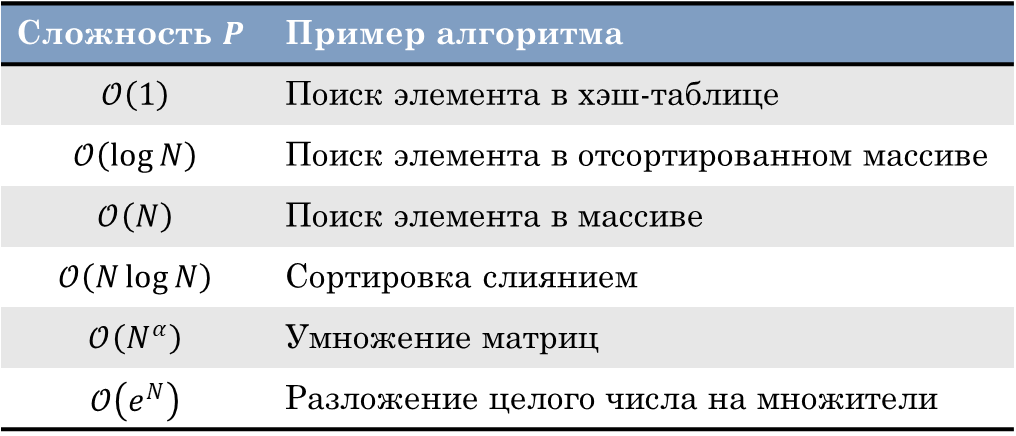 Сложность P Пример алгоритма
𝒪(1) Поиск элемента в хэш-таблице
𝒪(log N) Поиск элемента в отсортированном массиве
𝒪(N) Поиск элемента в массиве
𝒪(N log N) Сортировка слиянием
𝒪(N^α) Умножение матриц
𝒪(e^N) Разложение целого числа на множители